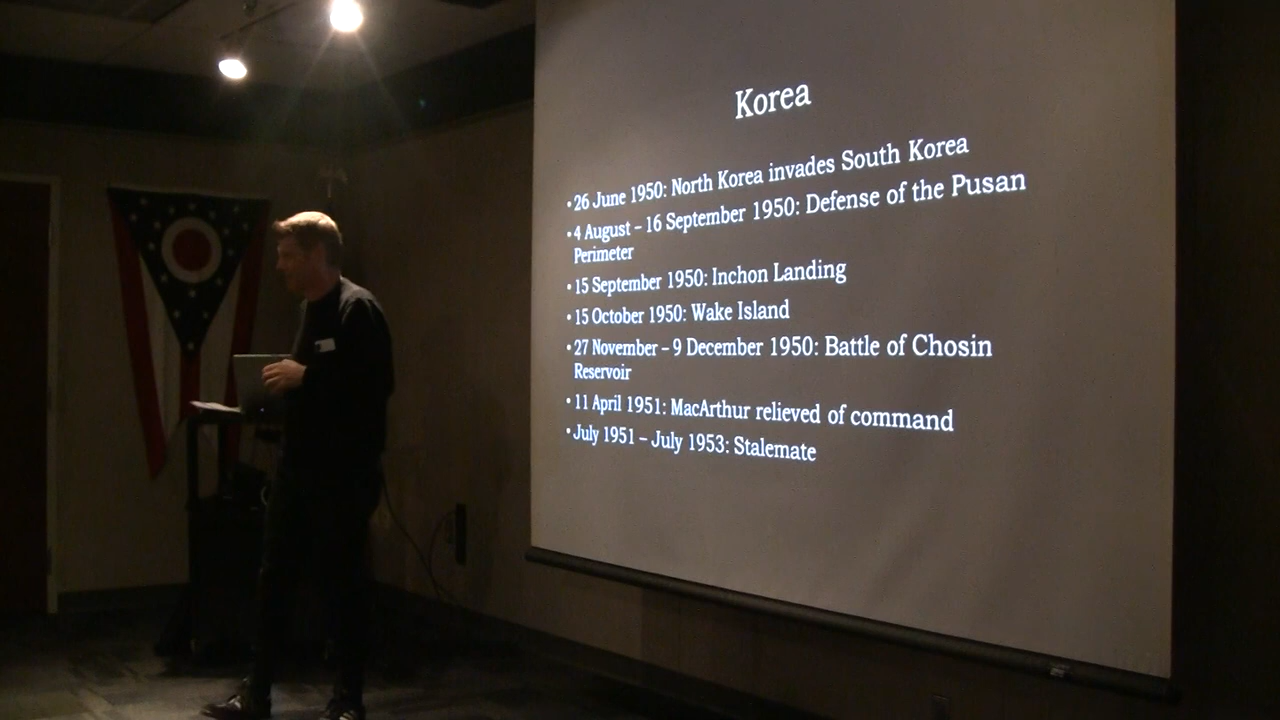 Korea
• 26 June 1950: North Korea invades South Korea
• 4 August – 16 September 1950: Defense of the Pusan
Perimeter
• 15 September 1950: Inchon Landing
• 15 October 1950: Wake Island
• 27 November – 9 December 1950: Battle of Chosin
Reservoir
• 11 April 1951: MacArthur relieved of command
• July 1951 – July 1953: Stalemate